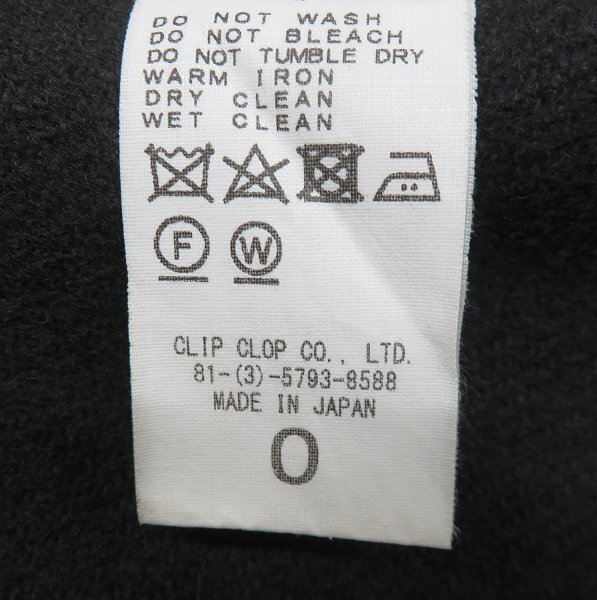 DO NOT WASH
DO NOT BLEACH
DO NOT TUMBLE DRY
WARM IRON
DRY CLEAN
WET CLEAN
F W
CLIP CLOP CO., LTD.
81-(3)-5793-8588
MADE IN JAPAN
0